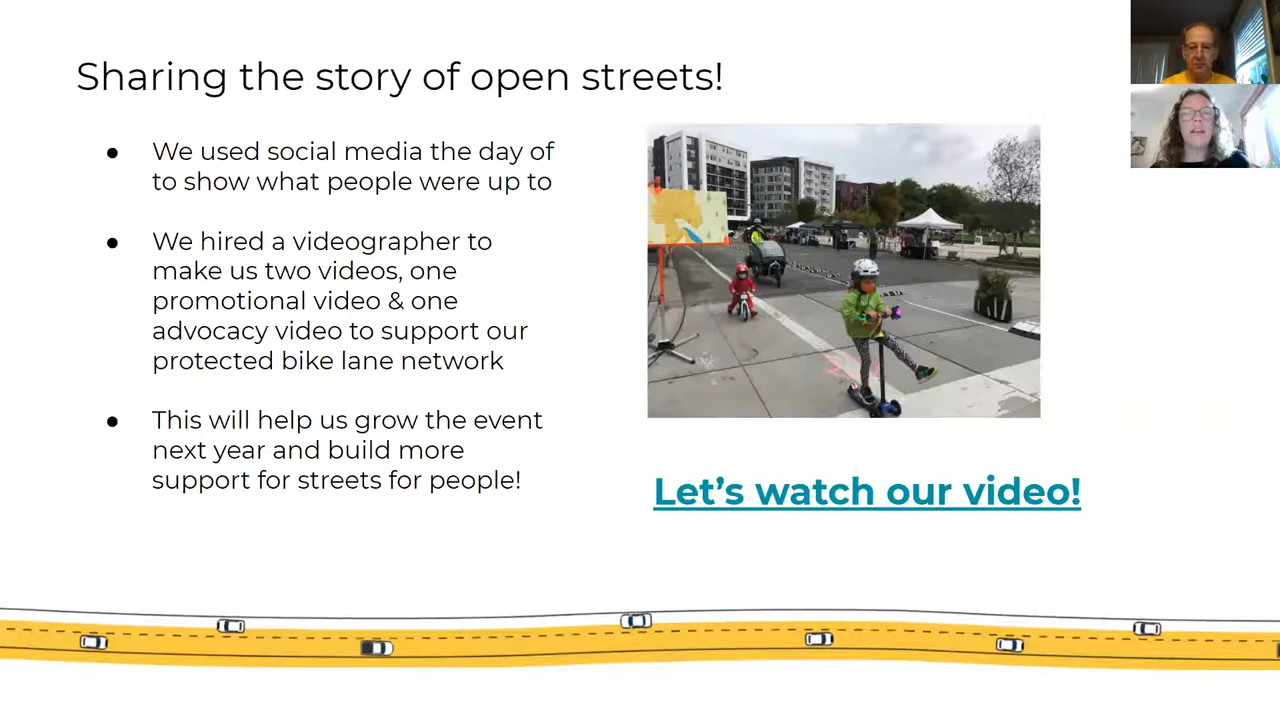 Sharing the story of open streets!
● We used social media the day of
to show what people were up to
● We hired a videographer to
make us two videos, one
promotional video & one
advocacy video to support our
protected bike lane network
● This will help us grow the event
next year and build more
support for streets for people!
Let’s watch our video!